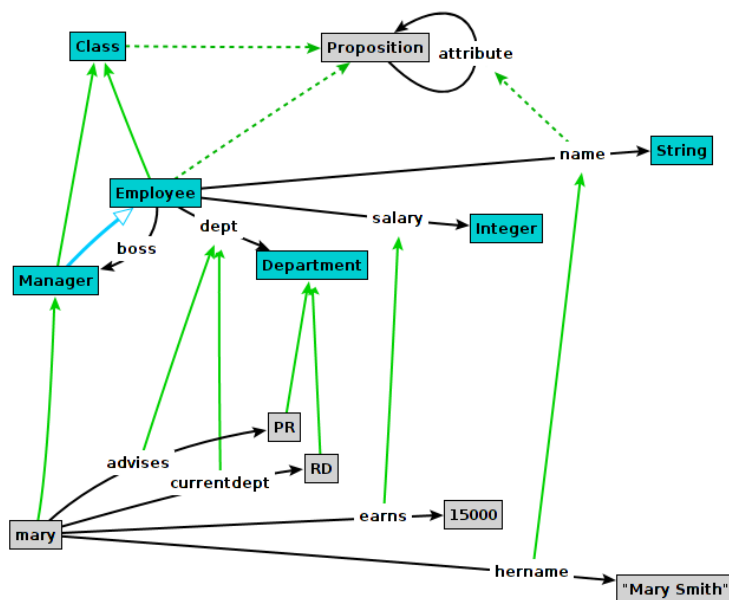 Class
Proposition
attribute
name
String
Employee
salary
dept
Integer
boss
Department
Manager
PR
advises
RD
currentdept
earns
15000
mary
hername
"Mary Smith"